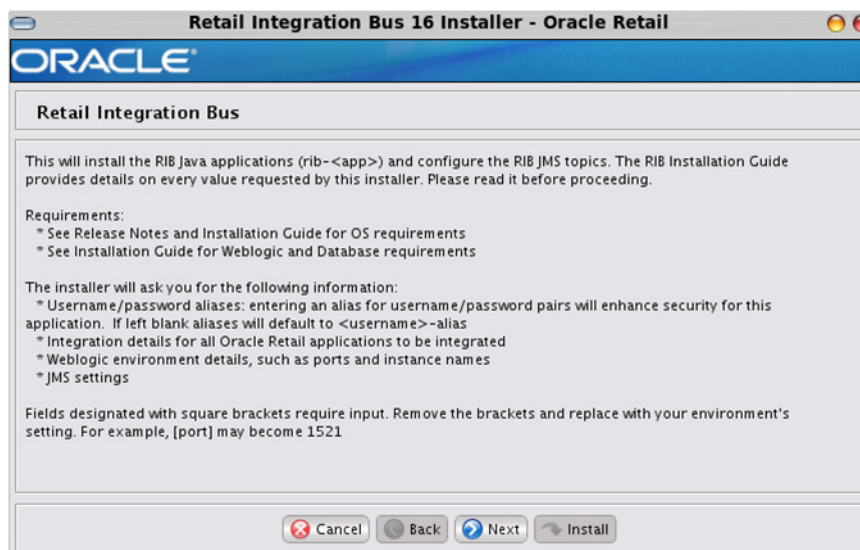 Retail Integration Bus 16 Installer - Oracle Retail
ORACLE®
Retail Integration Bus
This will install the RIB Java applications (rib-<app>) and configure the RIB JMS topics. The RIB Installation Guide
provides details on every value requested by this installer. Please read it before proceeding.
Requirements:
* See Release Notes and Installation Guide for OS requirements
* See Installation Guide for Weblogic and Database requirements
The installer will ask you for the following information:
* Username/password aliases: entering an alias for username/password pairs will enhance security for this
application. If left blank aliases will default to <username>-alias
* Integration details for all Oracle Retail applications to be integrated
* Weblogic environment details, such as ports and instance names
* JMS settings
Fields designated with square brackets require input. Remove the brackets and replace with your environment's
setting. For example, [port] may become 1521
Cancel Back Next Install